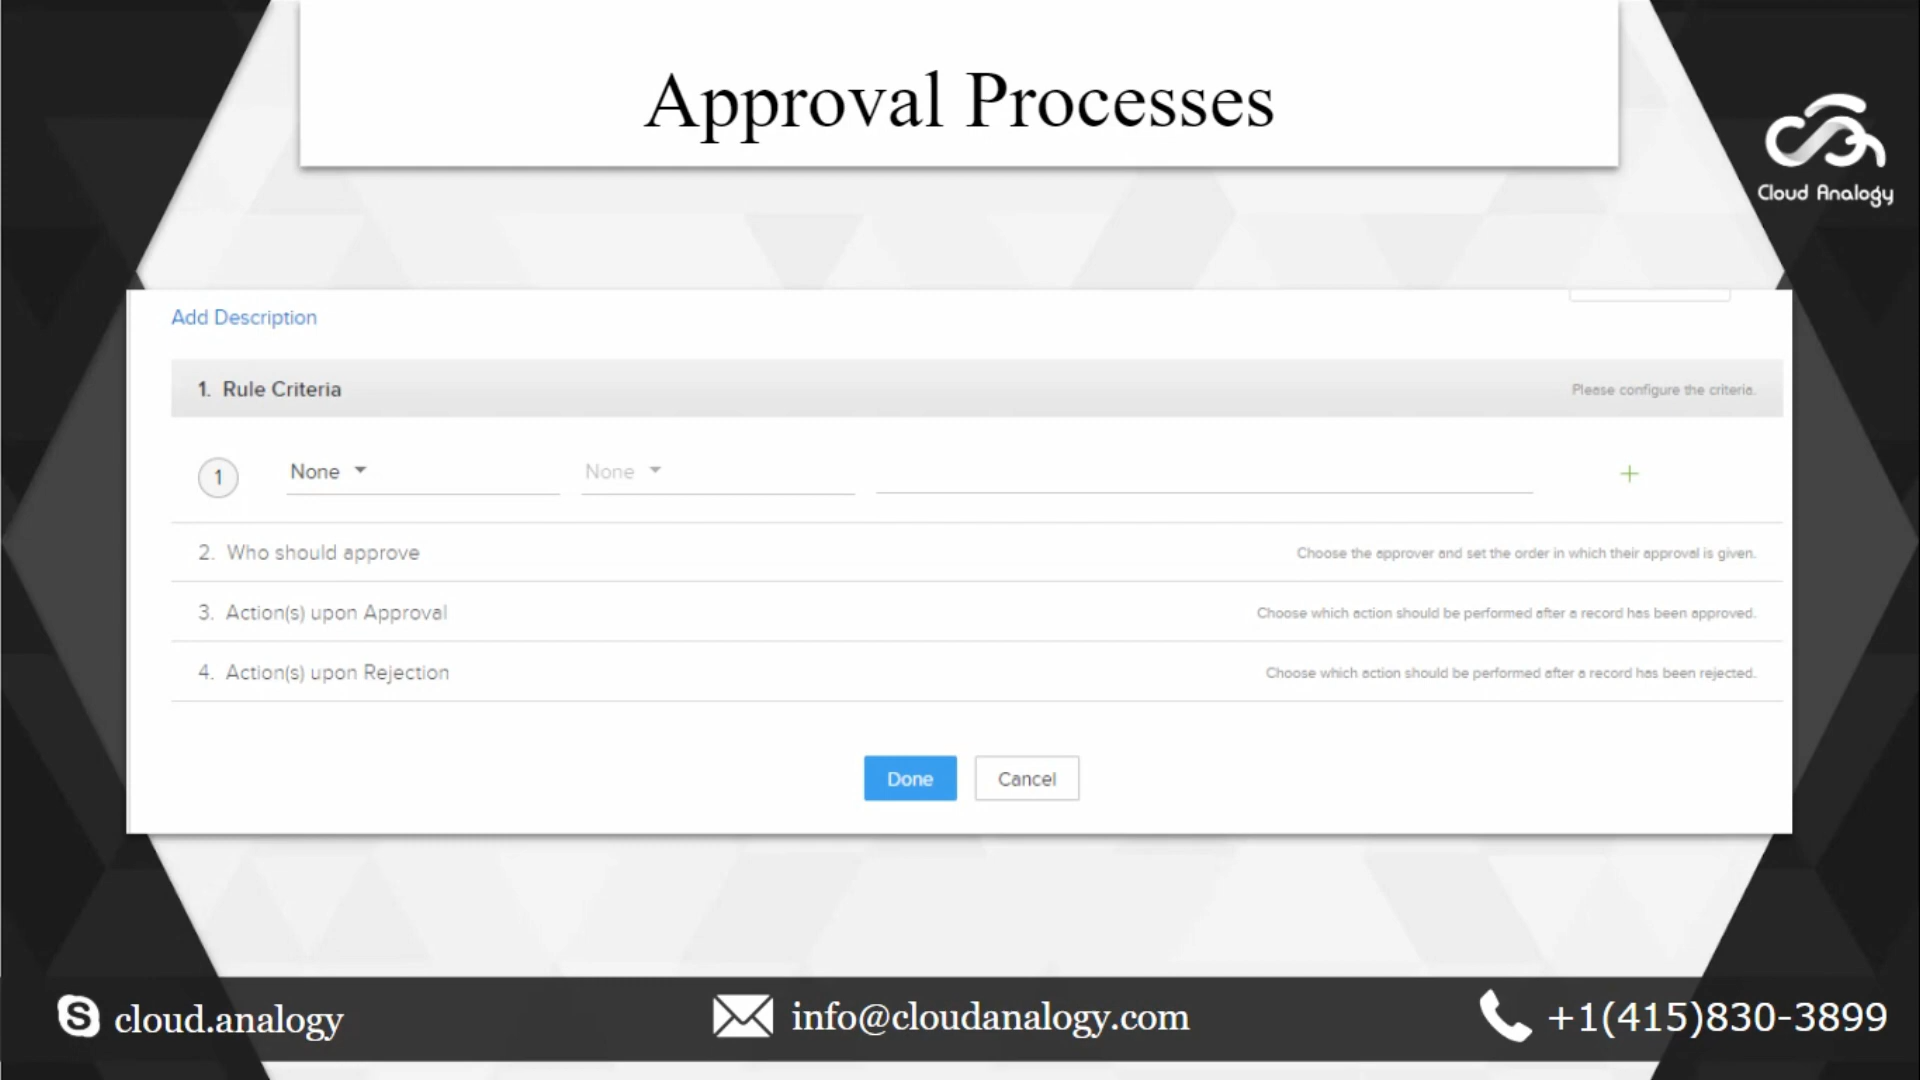 Approval Processes
Cloud Analogy
Add Description
1. Rule Criteria
Please configure the criteria.
1
None
None
+
2. Who should approve
Choose the approver and set the order in which their approval is given.
3. Action(s) upon Approval
Choose which action should be performed after a record has been approved.
4. Action(s) upon Rejection
Choose which action should be performed after a record has been rejected.
Done
Cancel
cloud.analogy
info@cloudanalogy.com
+1(415)830-3899